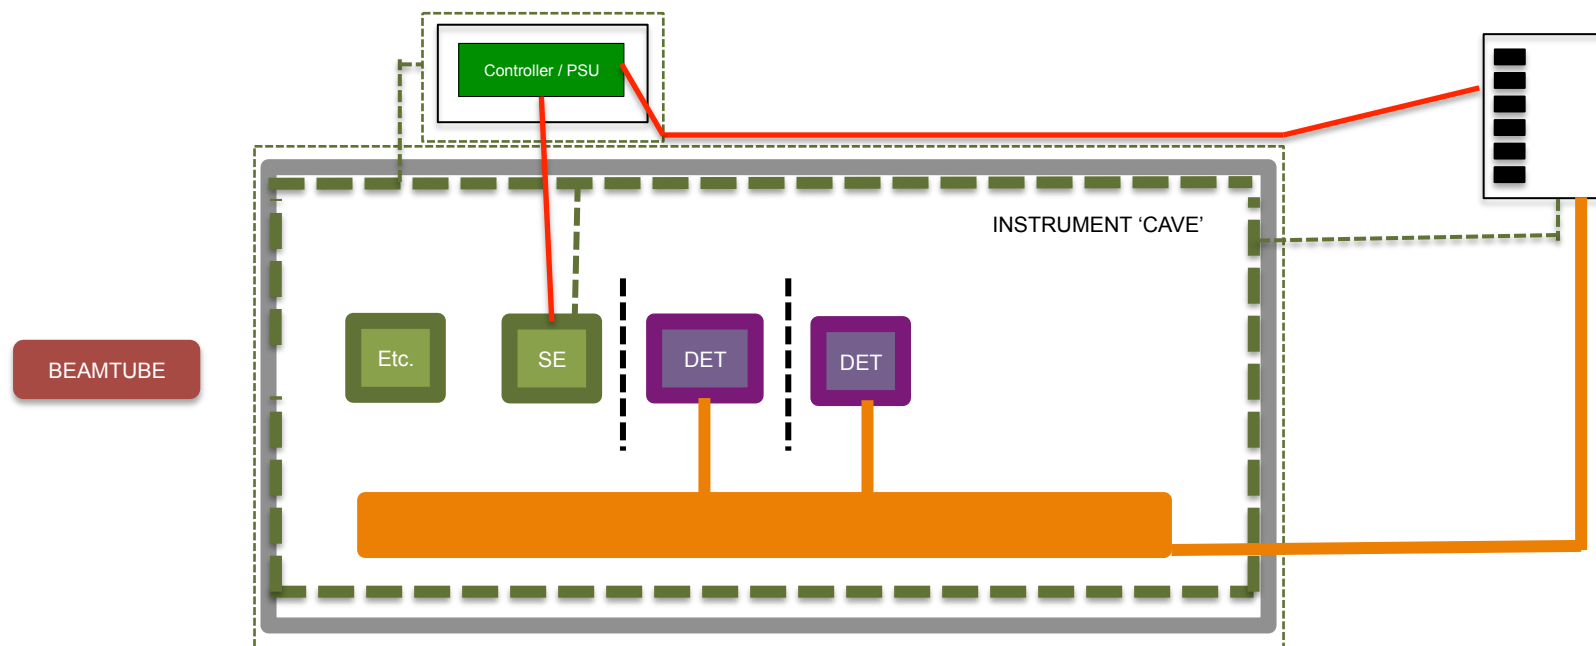 Controller / PSU
INSTRUMENT ‘CAVE’
Etc.
SE
DET
DET
BEAMTUBE